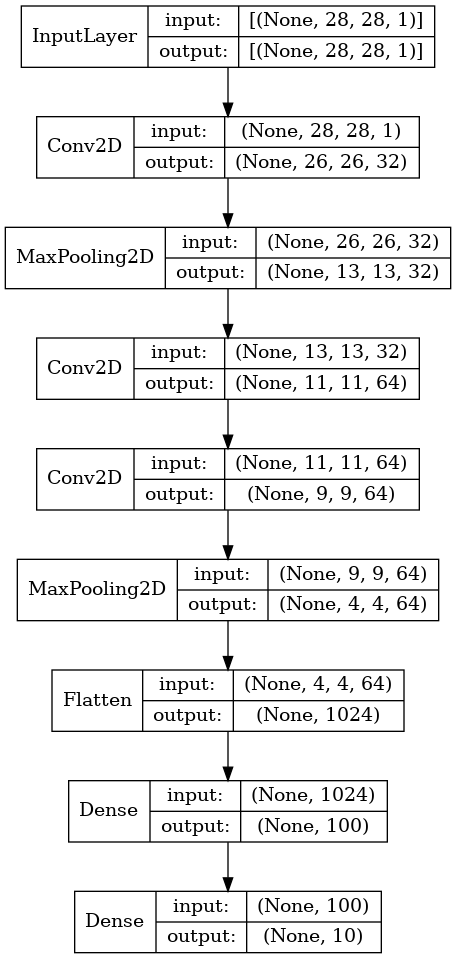 InputLayer
input: [(None, 28, 28, 1)]
output: [(None, 28, 28, 1)]
Conv2D
input: (None, 28, 28, 1)
output: (None, 26, 26, 32)
MaxPooling2D
input: (None, 26, 26, 32)
output: (None, 13, 13, 32)
Conv2D
input: (None, 13, 13, 32)
output: (None, 11, 11, 64)
Conv2D
input: (None, 11, 11, 64)
output: (None, 9, 9, 64)
MaxPooling2D
input: (None, 9, 9, 64)
output: (None, 4, 4, 64)
Flatten
input: (None, 4, 4, 64)
output: (None, 1024)
Dense
input: (None, 1024)
output: (None, 100)
Dense
input: (None, 100)
output: (None, 10)